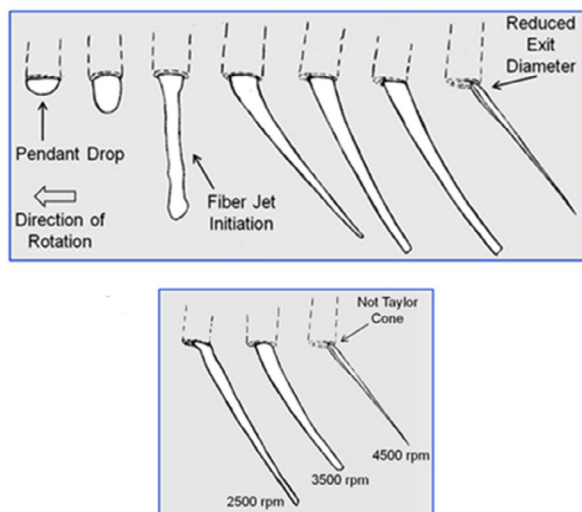 Reduced
Exit
Diameter
Pendant Drop
Fiber Jet
Initiation
Direction of
Rotation
Not Taylor
Cone
2500 rpm
3500 rpm
4500 rpm